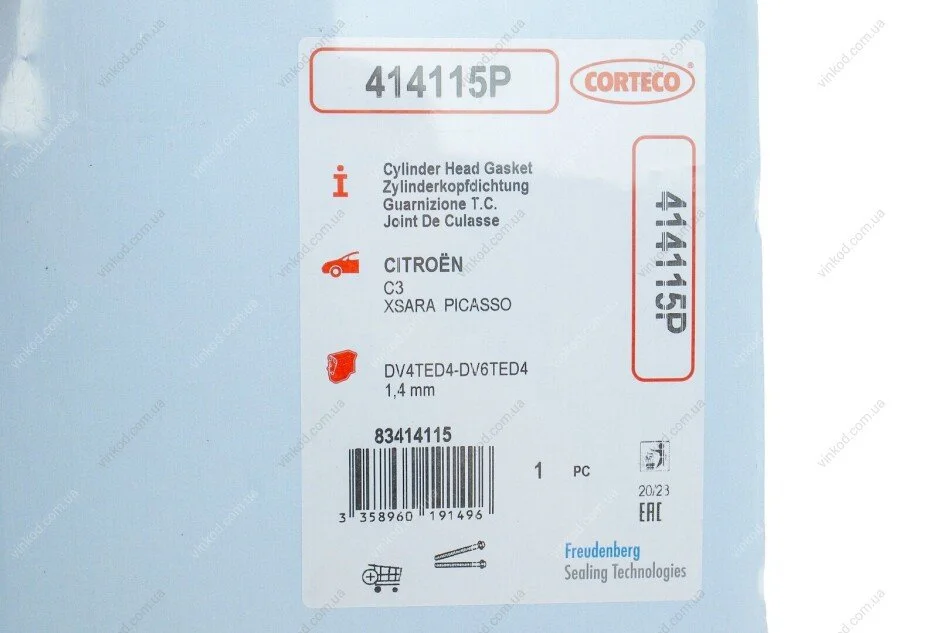 414115P
CORTECO®
Cylinder Head Gasket
Zylinderkopfdichtung
Guarnizione T.C.
Joint De Culasse
CITROËN
C3
XSARA PICASSO
DV4TED4-DV6TED4
1,4 mm
83414115
3 358960 191496
1 PC
20/23
EAC
Freudenberg
Sealing Technologies
414115P
vinkod.com.ua